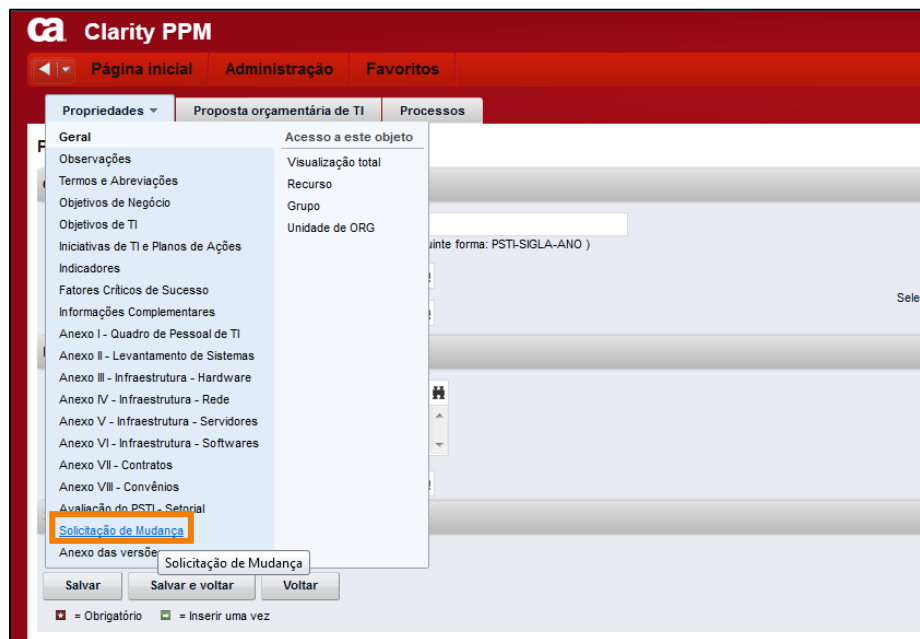 ca Clarity PPM
Página inicial Administração Favoritos
Propriedades Proposta orçamentária de TI Processos
Geral
Observações
Termos e Abreviações
Objetivos de Negócio
Objetivos de TI
Iniciativas de TI e Planos de Ações
Indicadores
Fatores Críticos de Sucesso
Informações Complementares
Anexo I - Quadro de Pessoal de TI
Anexo II - Levantamento de Sistemas
Anexo III - Infraestrutura - Hardware
Anexo IV - Infraestrutura - Rede
Anexo V - Infraestrutura - Servidores
Anexo VI - Infraestrutura - Softwares
Anexo VII - Contratos
Anexo VIII - Convênios
Avaliação do PSTI - Setorial
Solicitação de Mudança
Anexo das versõe
Solicitação de Mudança
Acesso a este objeto
Visualização total
Recurso
Grupo
Unidade de ORG
uinte forma: PSTI-SIGLA-ANO )
Sele
Salvar Salvar e voltar Voltar
= Obrigatório = Inserir uma vez